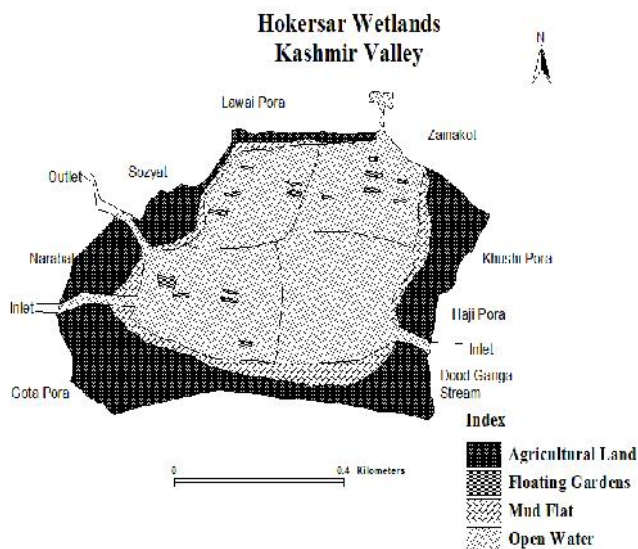 Hokersar Wetlands
Kashmir Valley
N
Lawai Pora
Zainakot
Sozyat
Outlet
Narabal
Khushi Pora
Inlet
Haji Pora
Inlet
Gota Pora
Dood Ganga
Stream
Index
Agricultural Land
0
0.4 Kilometers
Floating Gardens
Mud Flat
Open Water